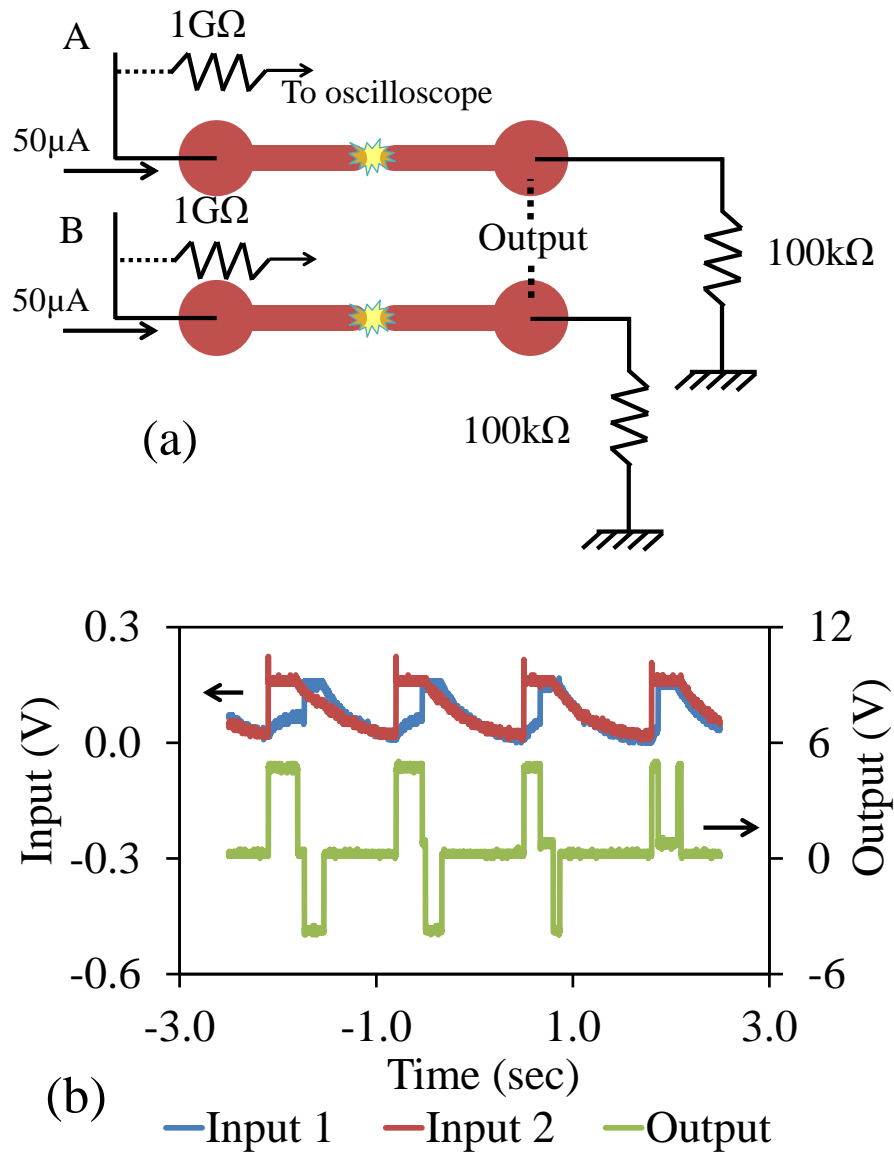 A
1GΩ
To oscilloscope
50μA
1GΩ
B
Output
100kΩ
50μA
100kΩ
(a)
0.3
12
0.0
6
Input (V)
Output (V)
-0.3
0
-0.6
-6
-3.0 -1.0 1.0 3.0
Time (sec)
(b)
Input 1 Input 2 Output